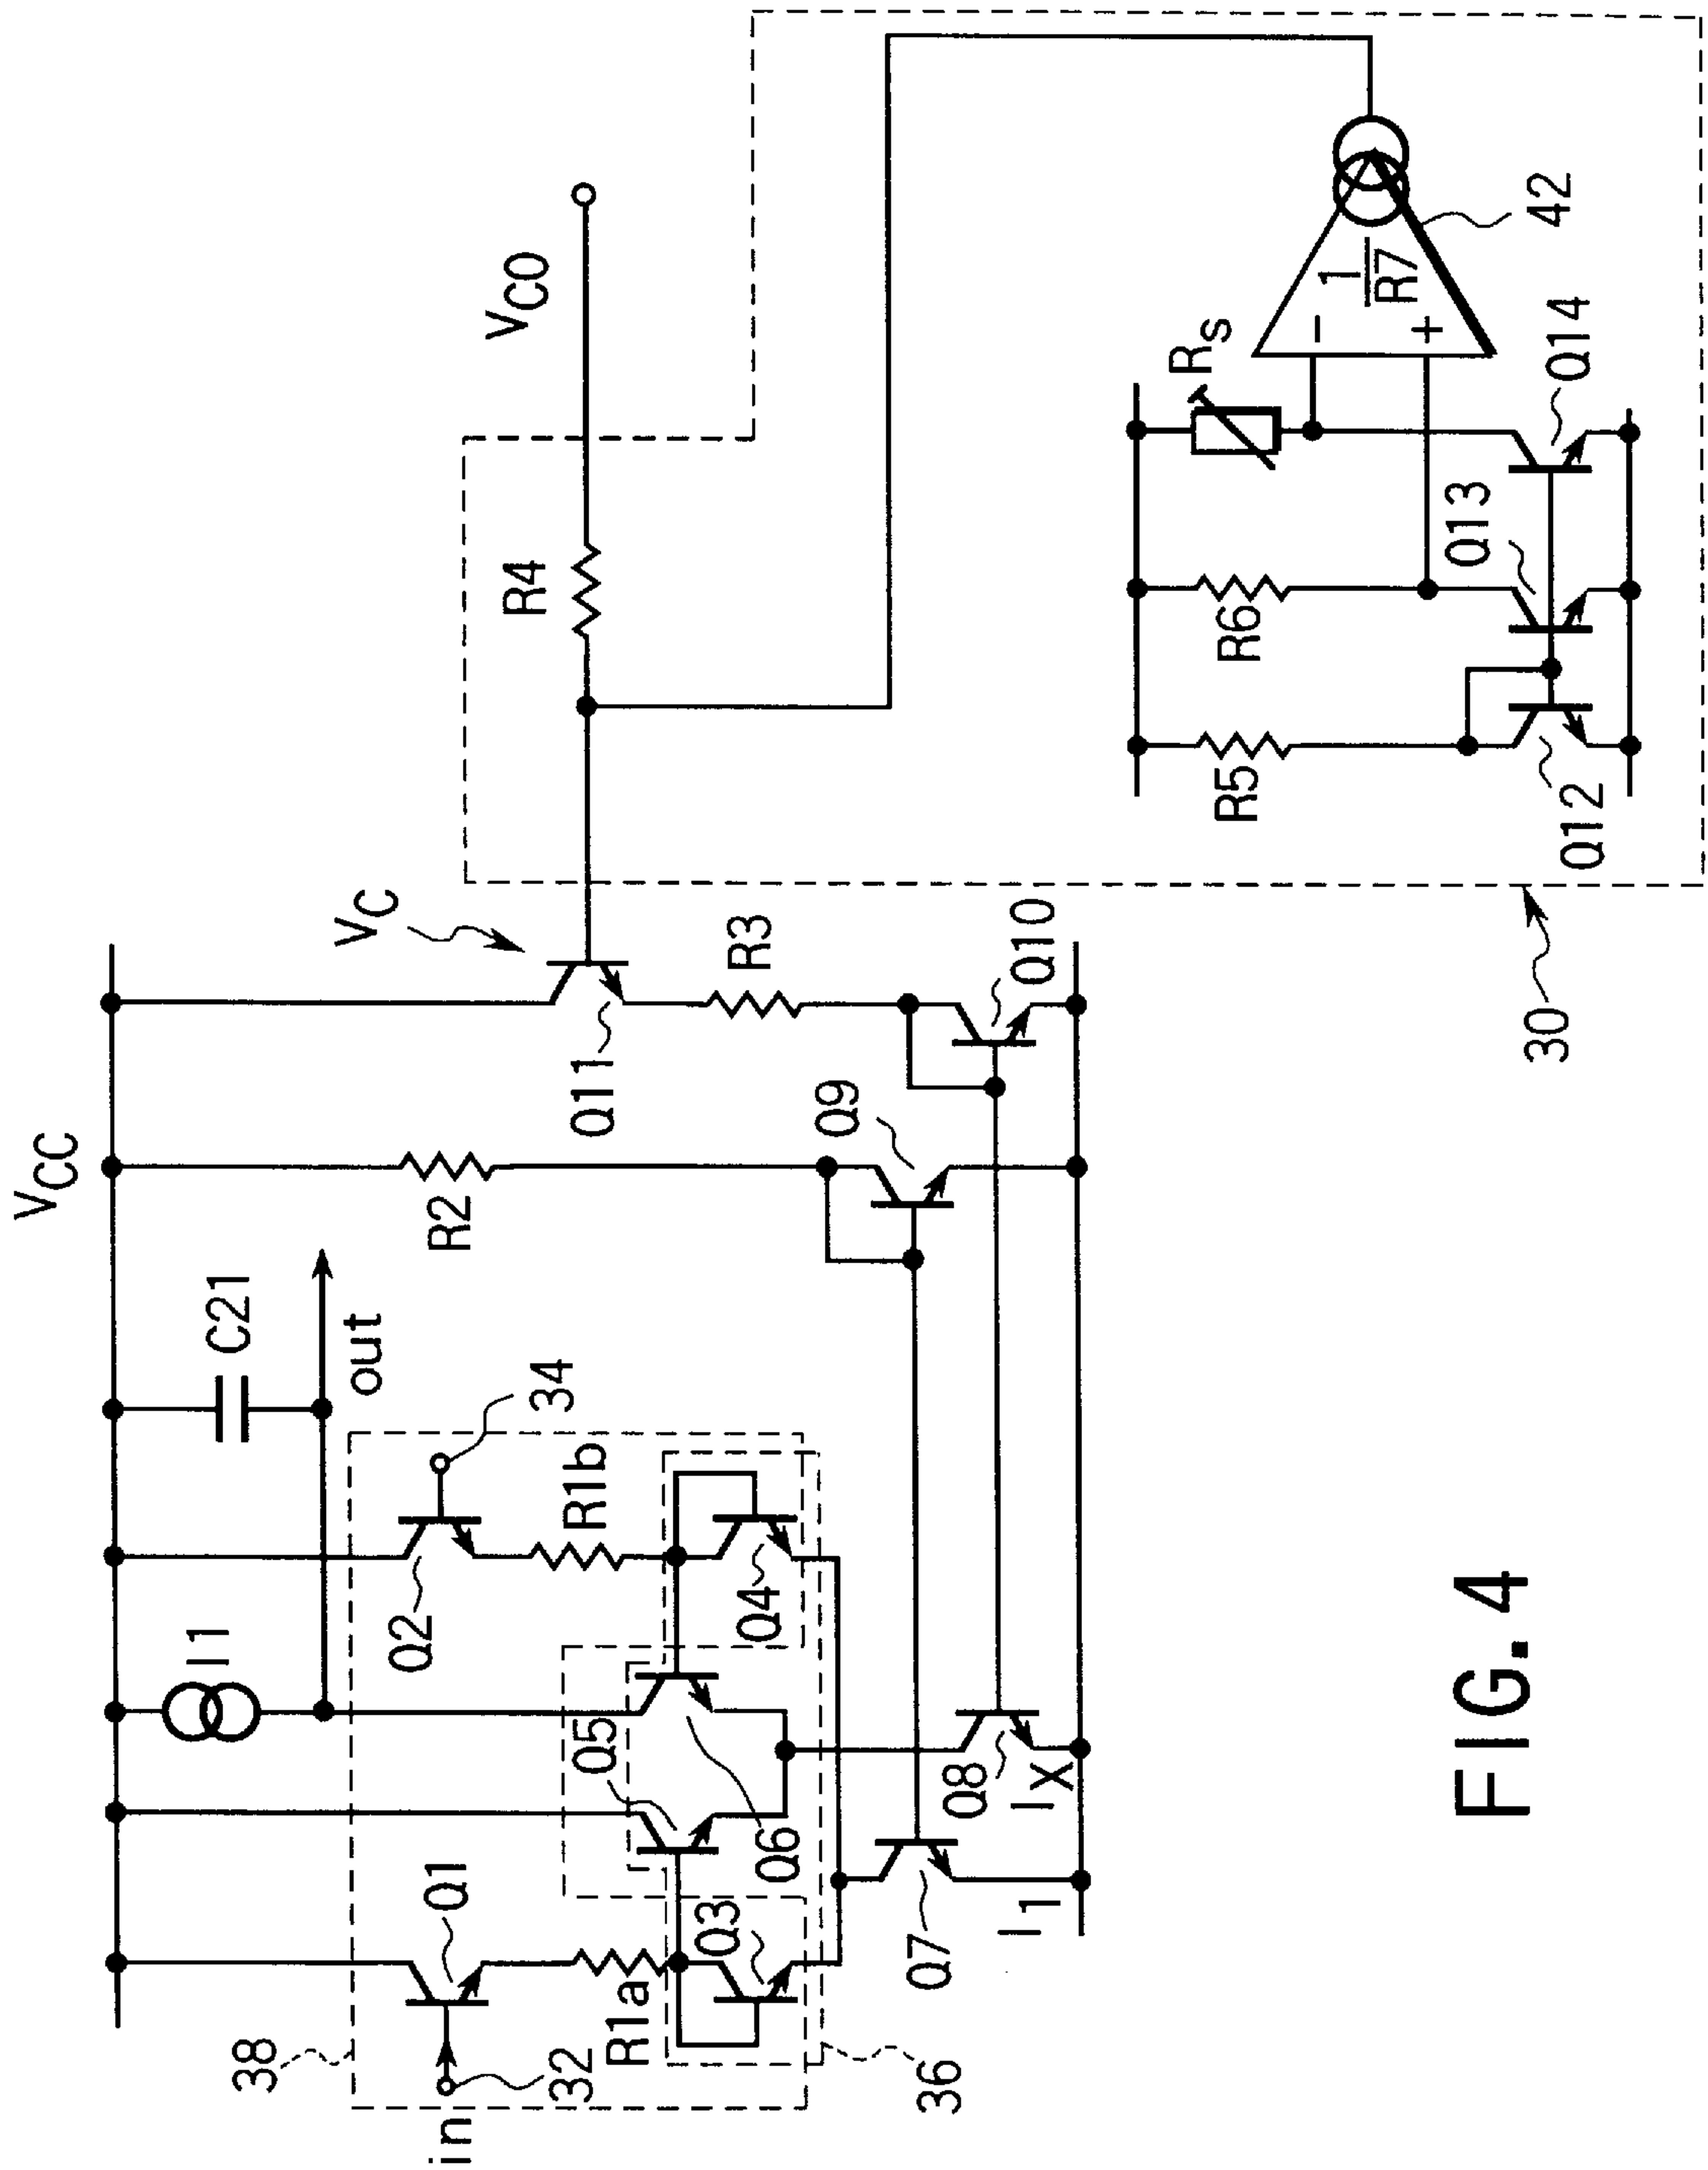 VCC
VCO
VC
I1
C21
out
R2
R3
R4
Q11
Q9
Q10
38
in
32
Q1
R1a
Q3
Q5
Q6
Q2
R1b
34
Q4
36
Q7
I1
Q8
IX
30
R5
R6
RS
Q12
Q13
Q14
−
+
1
R7
42
FIG. 4